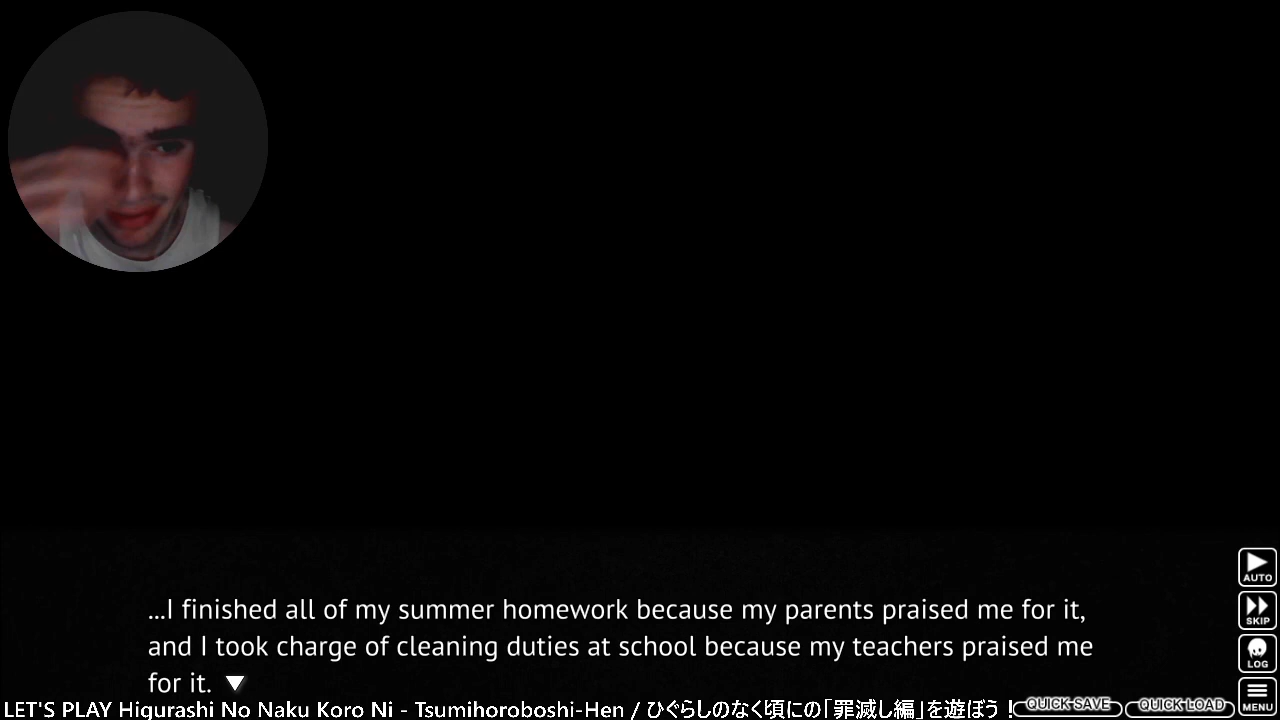 ...I finished all of my summer homework because my parents praised me for it,
and I took charge of cleaning duties at school because my teachers praised me
for it.
AUTO
SKIP
LOG
MENU
QUICK SAVE
QUICK LOAD
LET'S PLAY Higurashi No Naku Koro Ni - Tsumihoroboshi-Hen / ひぐらしのなく頃にの「罪滅し編」を遊ぼう！